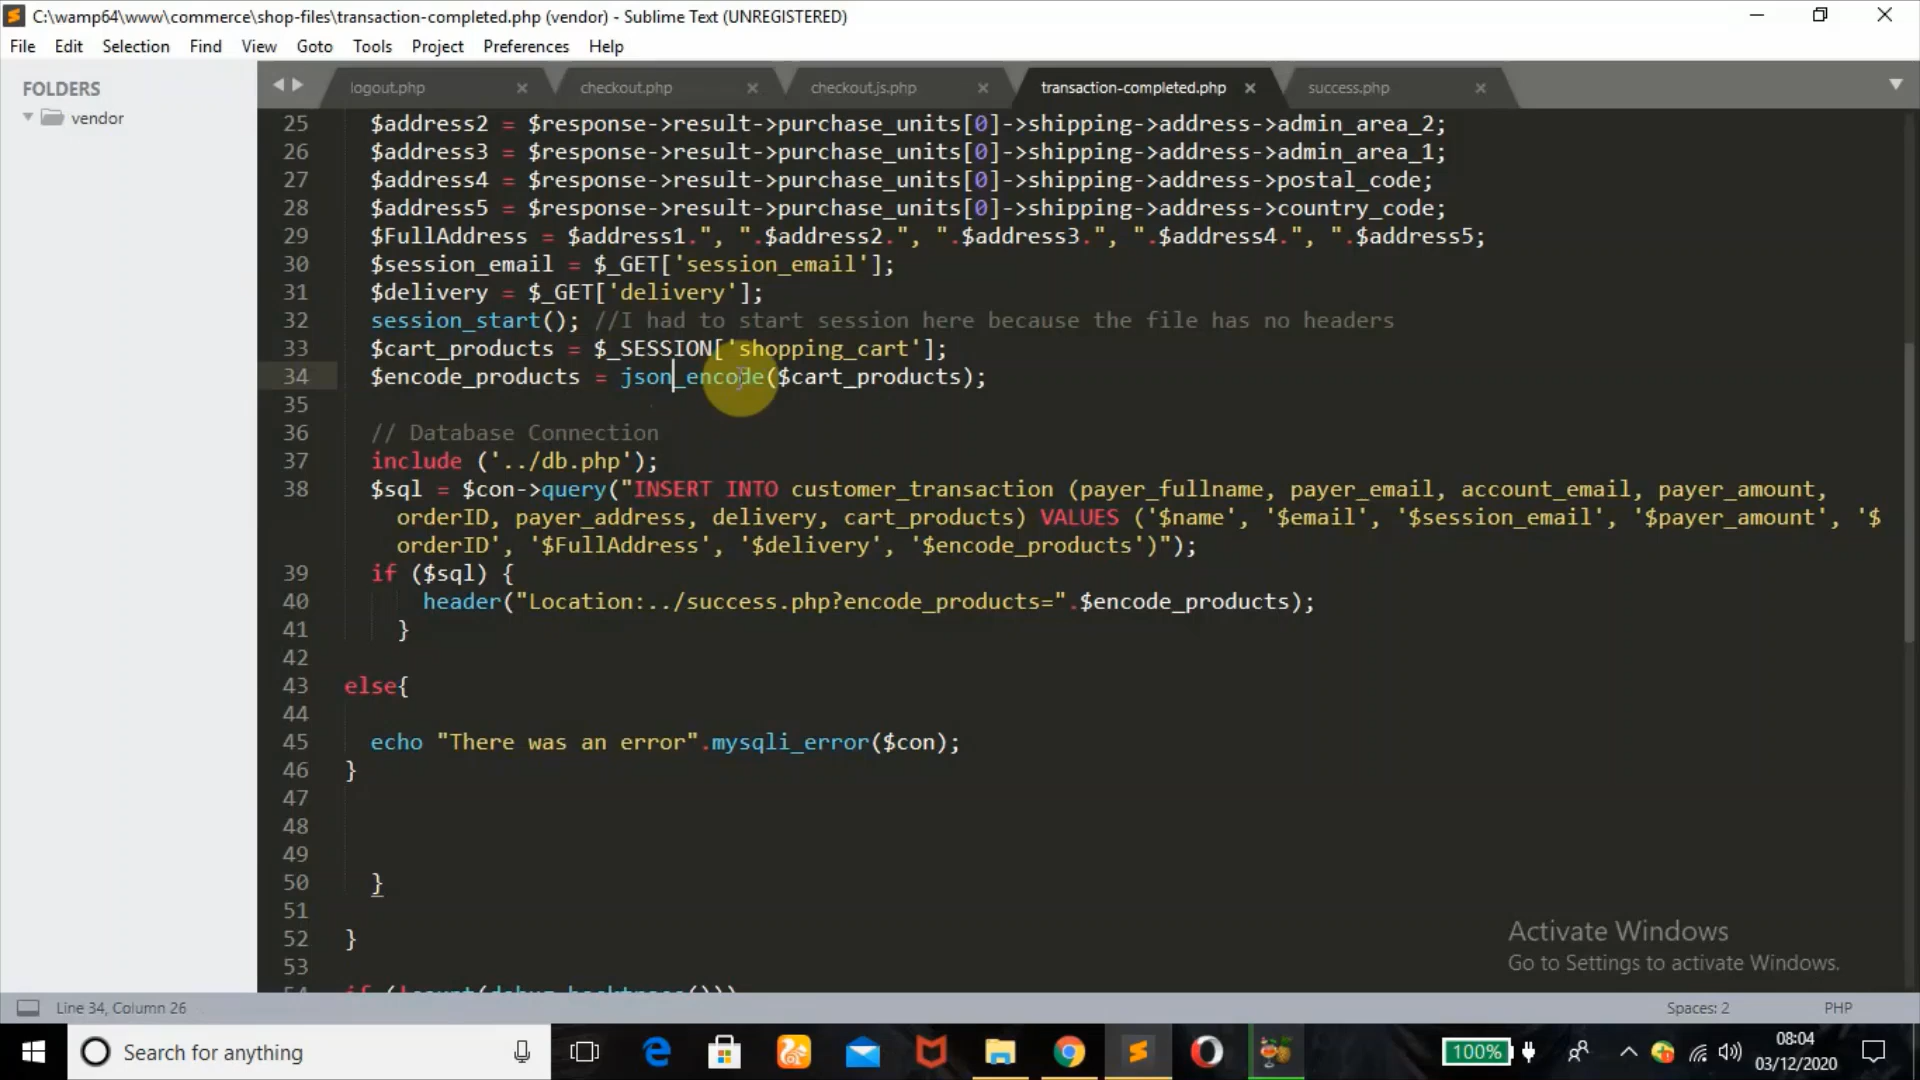 C:\wamp64\www\commerce\shop-files\transaction-completed.php (vendor) - Sublime Text (UNREGISTERED)
File Edit Selection Find View Goto Tools Project Preferences Help
FOLDERS
vendor
logout.php checkout.php checkout.js.php transaction-completed.php success.php
25 $address2 = $response->result->purchase_units[0]->shipping->address->admin_area_2;
26 $address3 = $response->result->purchase_units[0]->shipping->address->admin_area_1;
27 $address4 = $response->result->purchase_units[0]->shipping->address->postal_code;
28 $address5 = $response->result->purchase_units[0]->shipping->address->country_code;
29 $FullAddress = $address1.", ".$address2.", ".$address3.", ".$address4.", ".$address5;
30 $session_email = $_GET['session_email'];
31 $delivery = $_GET['delivery'];
32 session_start(); //I had to start session here because the file has no headers
33 $cart_products = $_SESSION['shopping_cart'];
34 $encode_products = json_encode($cart_products);
35
36 // Database Connection
37 include ('../db.php');
38 $sql = $con->query("INSERT INTO customer_transaction (payer_fullname, payer_email, account_email, payer_amount,
orderID, payer_address, delivery, cart_products) VALUES ('$name', '$email', '$session_email', '$payer_amount', '$
orderID', '$FullAddress', '$delivery', '$encode_products')");
39 if ($sql) {
40 header("Location:../success.php?encode_products=".$encode_products);
41 }
42
43 else{
44
45 echo "There was an error".mysqli_error($con);
46 }
47
48
49
50 }
51
52 }
53
54 if (!count(debug_backtrace()))
Activate Windows
Go to Settings to activate Windows.
Line 34, Column 26 Spaces: 2 PHP
Search for anything
100%
08:04
03/12/2020